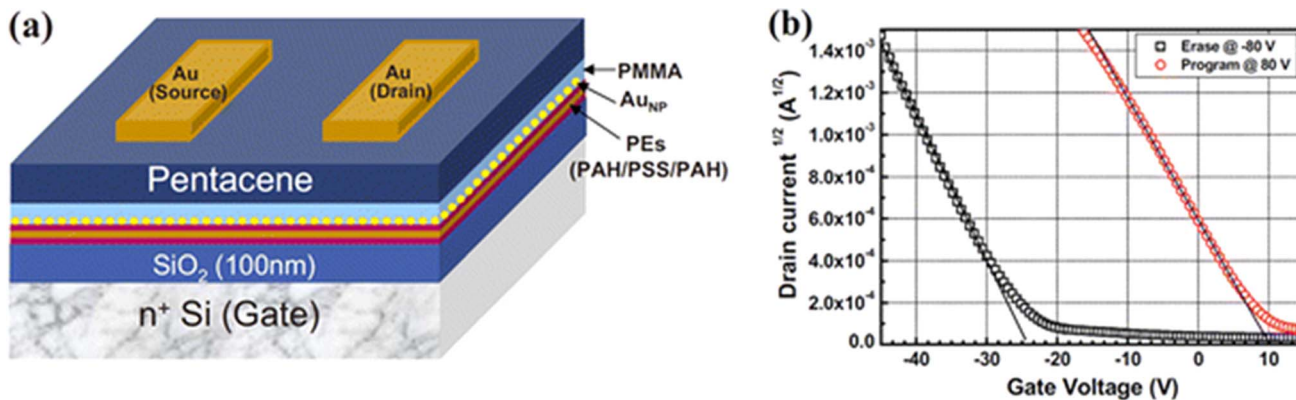 (a)
Au
(Source)
Au
(Drain)
PMMA
Au_NP
PEs
(PAH/PSS/PAH)
Pentacene
SiO₂ (100nm)
n⁺ Si (Gate)
(b)
Erase @ -80 V
Program @ 80 V
Drain current ^1/2 (A^1/2)
1.4x10⁻³
1.2x10⁻³
1.0x10⁻³
8.0x10⁻⁴
6.0x10⁻⁴
4.0x10⁻⁴
2.0x10⁻⁴
0.0
-40 -30 -20 -10 0 10
Gate Voltage (V)